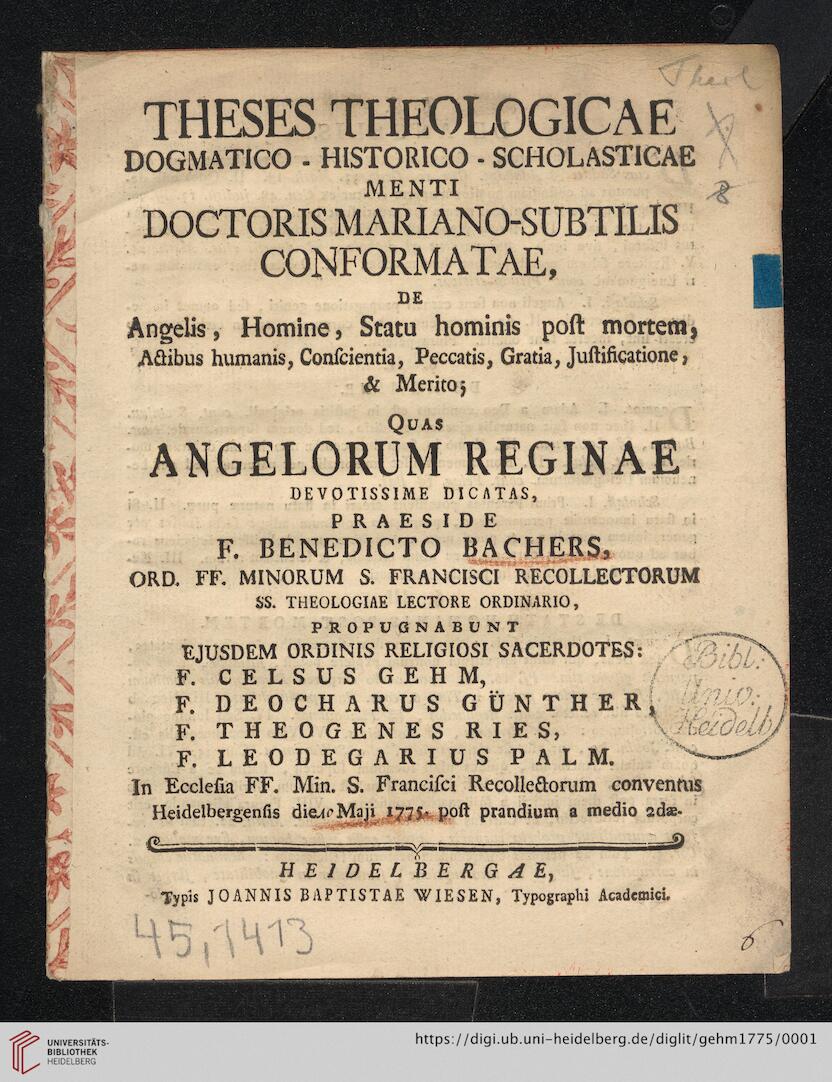 Theol
8
THESES THEOLOGICAE
DOGMATICO - HISTORICO - SCHOLASTICAE
MENTI
DOCTORIS MARIANO-SUBTILIS
CONFORMATAE,
DE
Angelis, Homine, Statu hominis poſt mortem,
Actibus humanis, Conſcientia, Peccatis, Gratia, Juſtificatione,
& Merito;
QUAS
ANGELORUM REGINAE
DEVOTISSIME DICATAS,
PRAESIDE
F. BENEDICTO BACHERS,
ORD. FF. MINORUM S. FRANCISCI RECOLLECTORUM
SS. THEOLOGIAE LECTORE ORDINARIO,
PROPUGNABUNT
EJUSDEM ORDINIS RELIGIOSI SACERDOTES:
F. CELSUS GEHM,
F. DEOCHARUS GÜNTHER,
F. THEOGENES RIES,
F. LEODEGARIUS PALM.
Bibl:
Univ:
Heidelb
In Eccleſia FF. Min. S. Franciſci Recollectorum conventus
Heidelbergenſis die Maji 1775. poſt prandium a medio 2dæ.
HEIDELBERGAE,
Typis JOANNIS BAPTISTAE WIESEN, Typographi Academici.
45,1413
6
UNIVERSITÄTS-
BIBLIOTHEK
HEIDELBERG
https://digi.ub.uni-heidelberg.de/diglit/gehm1775/0001